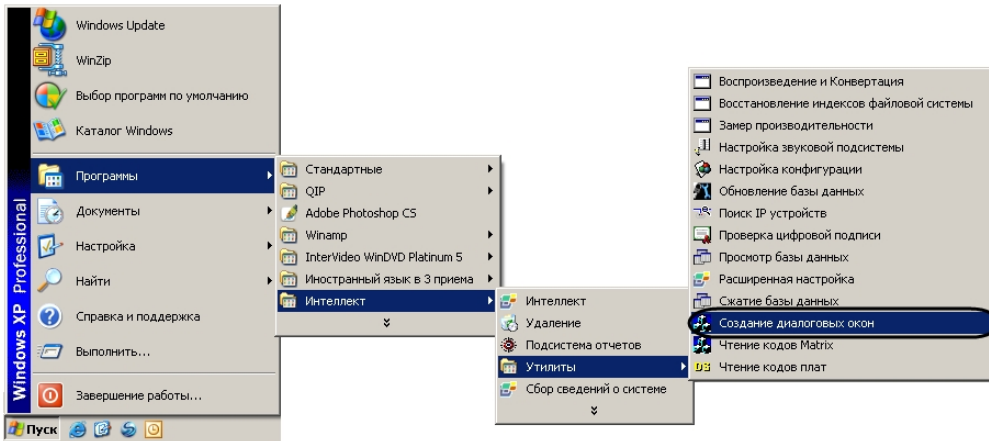 Windows XP Professional
Windows Update
WinZip
Выбор программ по умолчанию
Каталог Windows
Программы
Документы
Настройка
Найти
Справка и поддержка
Выполнить...
Завершение работы...
Пуск
Стандартные
QIP
Adobe Photoshop CS
Winamp
InterVideo WinDVD Platinum 5
Иностранный язык в 3 приема
Интеллект
Интеллект
Удаление
Подсистема отчетов
Утилиты
Сбор сведений о системе
Воспроизведение и Конвертация
Восстановление индексов файловой системы
Замер производительности
Настройка звуковой подсистемы
Настройка конфигурации
Обновление базы данных
Поиск IP устройств
Проверка цифровой подписи
Просмотр базы данных
Расширенная настройка
Сжатие базы данных
Создание диалоговых окон
Чтение кодов Matrix
DS Чтение кодов плат